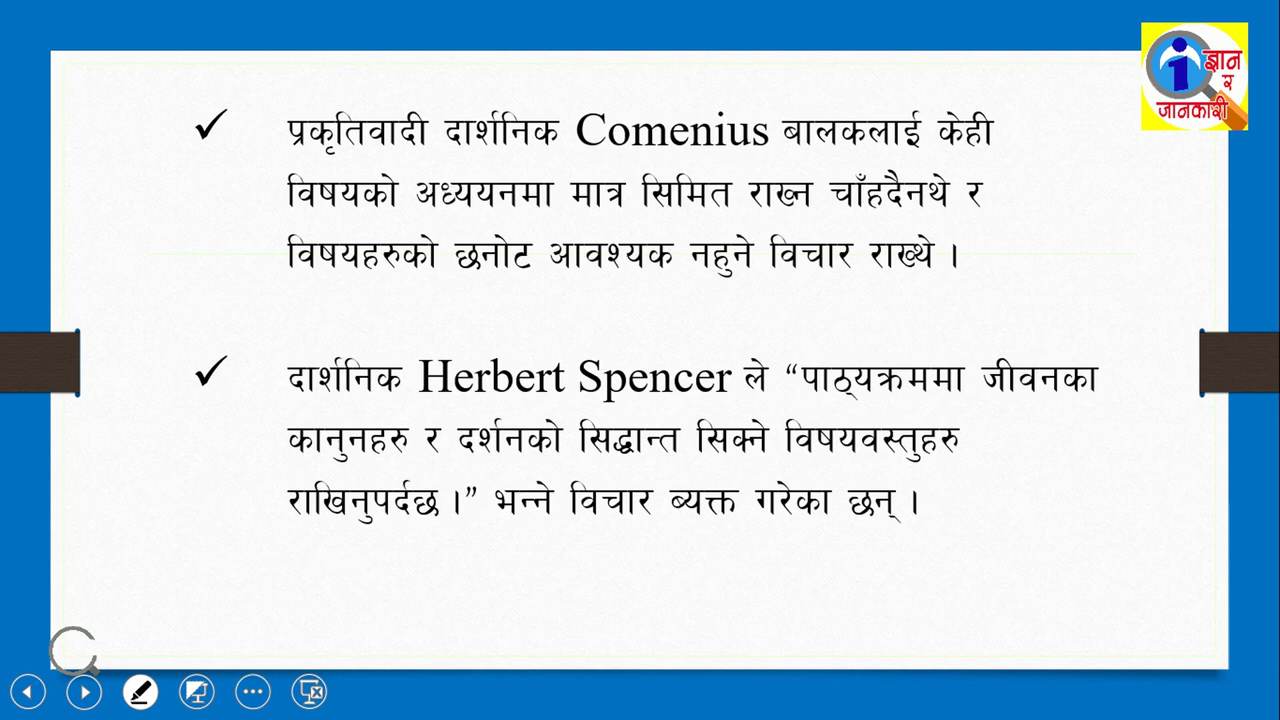 ज्ञान
र
जानकारी
प्रकृतिवादी दार्शनिक Comenius बालकलाई केही
विषयको अध्ययनमा मात्र सिमित राख्न चाँहदैनथे र
विषयहरुको छनोट आवश्यक नहुने विचार राख्थे ।
दार्शनिक Herbert Spencer ले “पाठ्यक्रममा जीवनका
कानुनहरु र दर्शनको सिद्धान्त सिक्ने विषयवस्तुहरु
राखिनुपर्दछ ।” भन्ने विचार ब्यक्त गरेका छन् ।